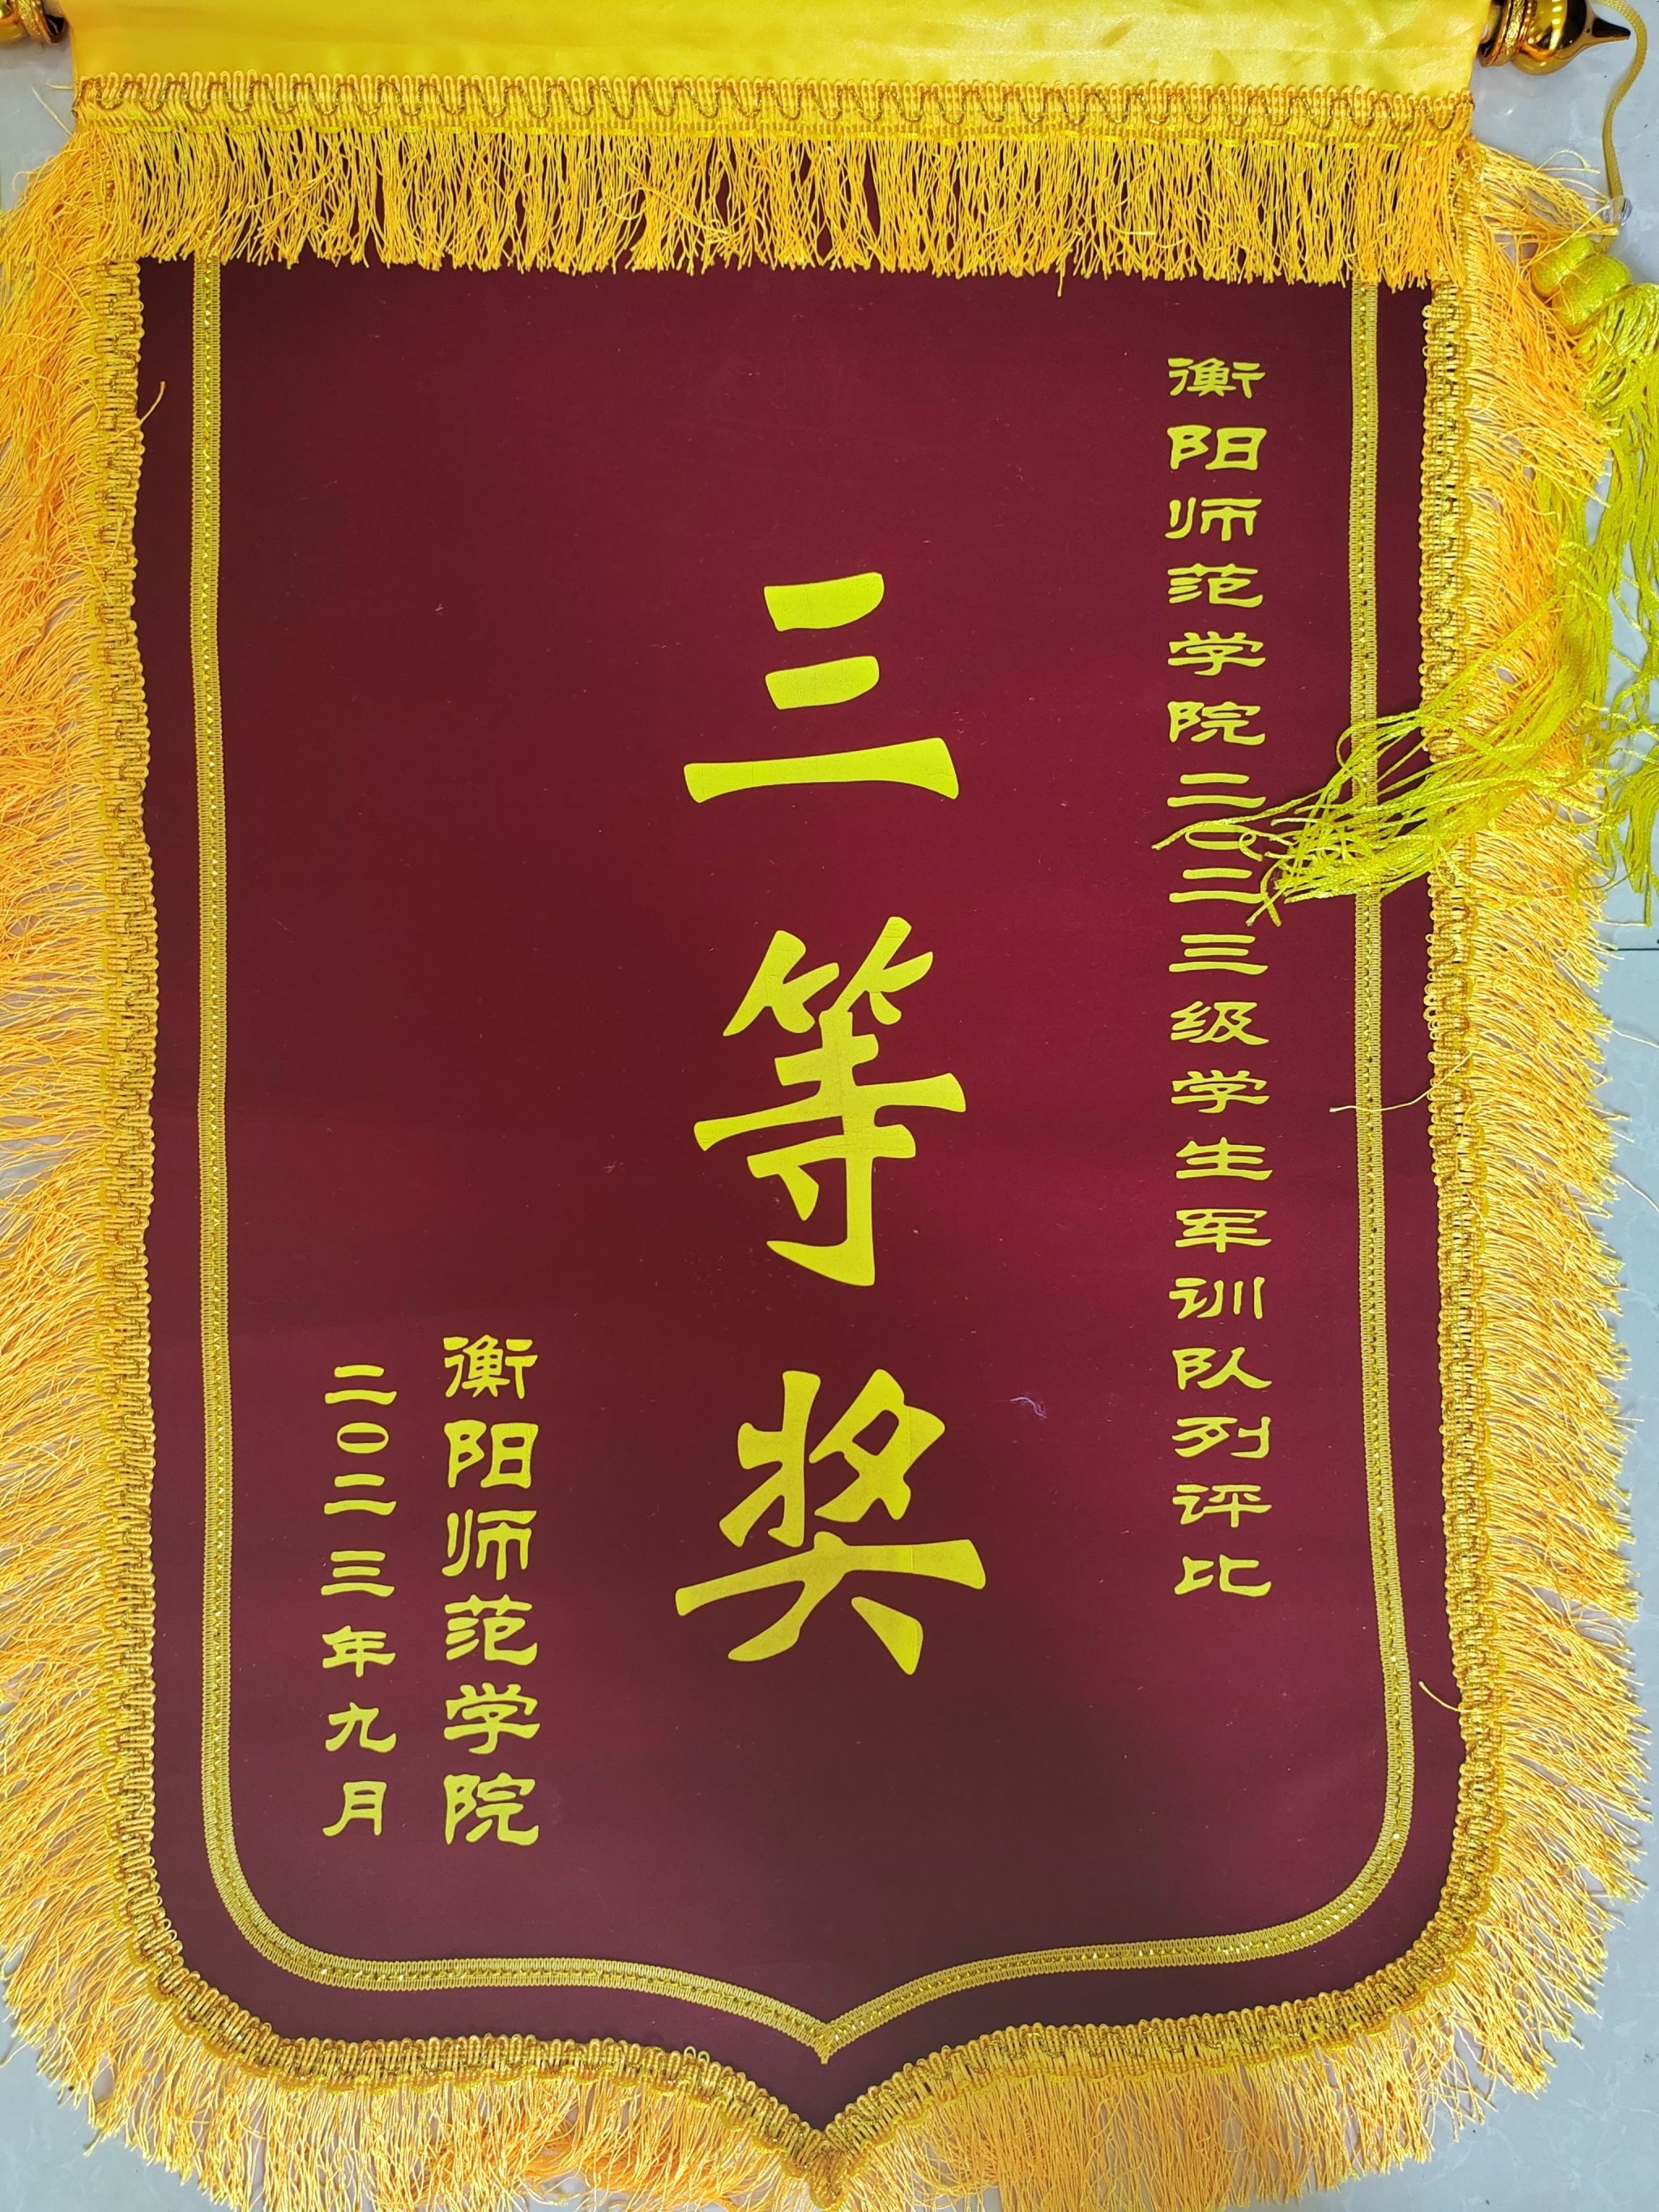 衡阳师范学院二〇二三级学生军训队列评比
三等奖
衡阳师范学院
二〇二三年九月